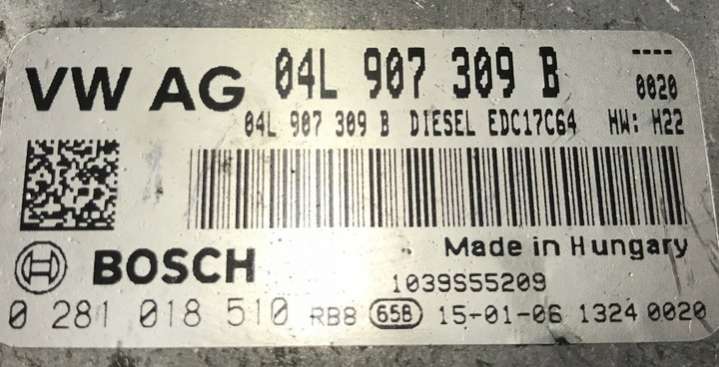 VW AG 04L 907 309 B ----
0020
04L 907 309 B DIESEL EDC17C64 HW: H22
Made in Hungary
BOSCH
1039S55209
0 281 018 510 RB8 65B 15-01-06 1324 0020